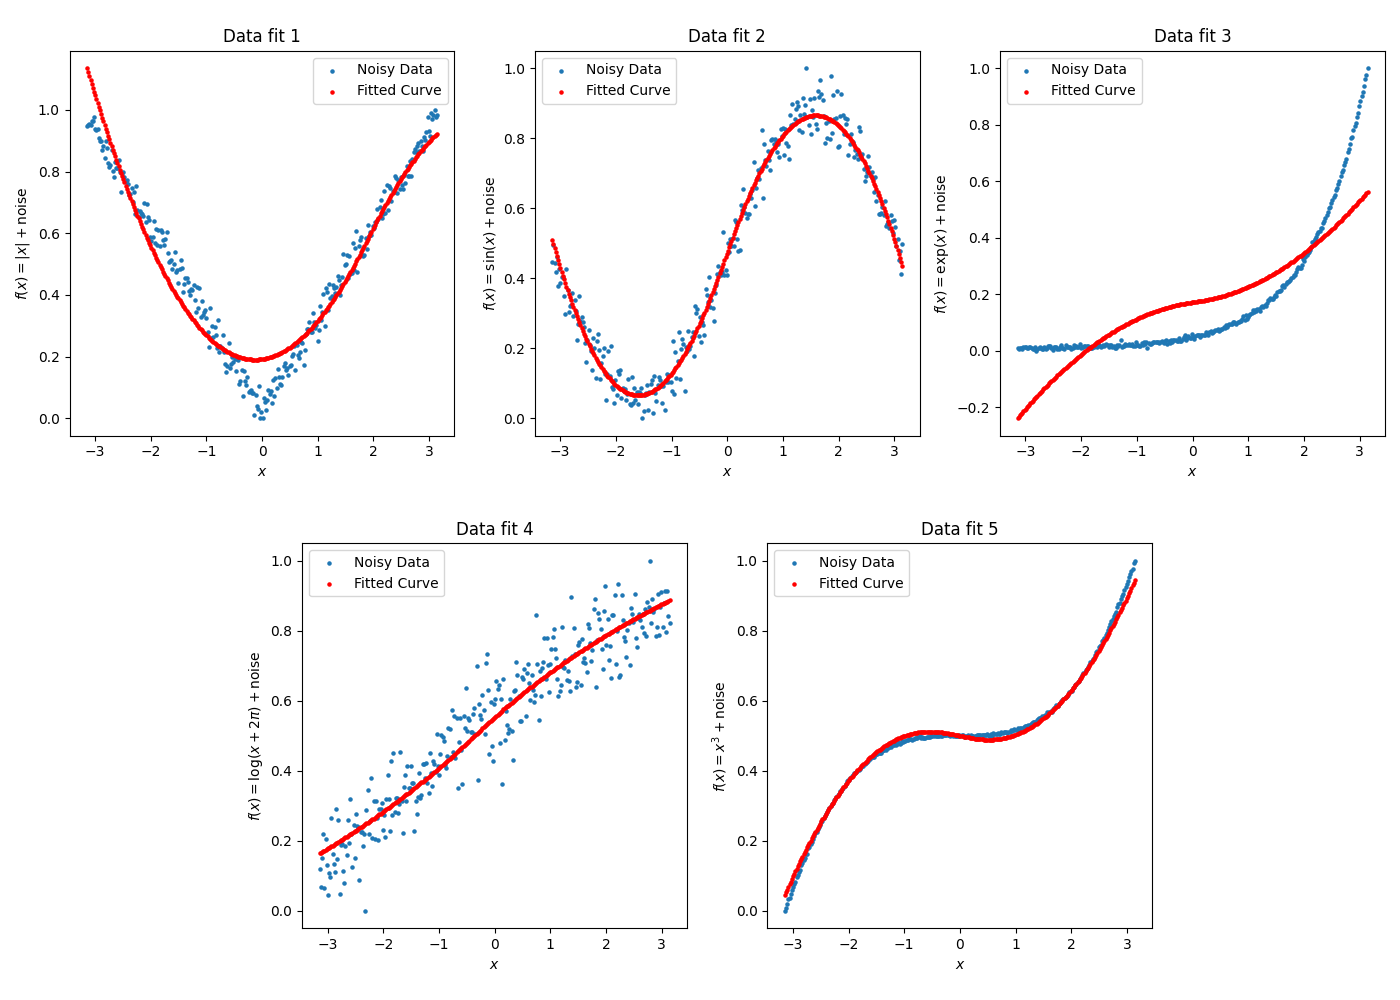 Data fit 1
Noisy Data
Fitted Curve
1.0
0.8
0.6
0.4
0.2
0.0
f(x) = |x| + noise
−3 −2 −1 0 1 2 3
x
Data fit 2
Noisy Data
Fitted Curve
1.0
0.8
0.6
0.4
0.2
0.0
f(x) = sin(x) + noise
−3 −2 −1 0 1 2 3
x
Data fit 3
Noisy Data
Fitted Curve
1.0
0.8
0.6
0.4
0.2
0.0
−0.2
f(x) = exp(x) + noise
−3 −2 −1 0 1 2 3
x
Data fit 4
Noisy Data
Fitted Curve
1.0
0.8
0.6
0.4
0.2
0.0
f(x) = log(x + 2π) + noise
−3 −2 −1 0 1 2 3
x
Data fit 5
Noisy Data
Fitted Curve
1.0
0.8
0.6
0.4
0.2
0.0
f(x) = x³ + noise
−3 −2 −1 0 1 2 3
x